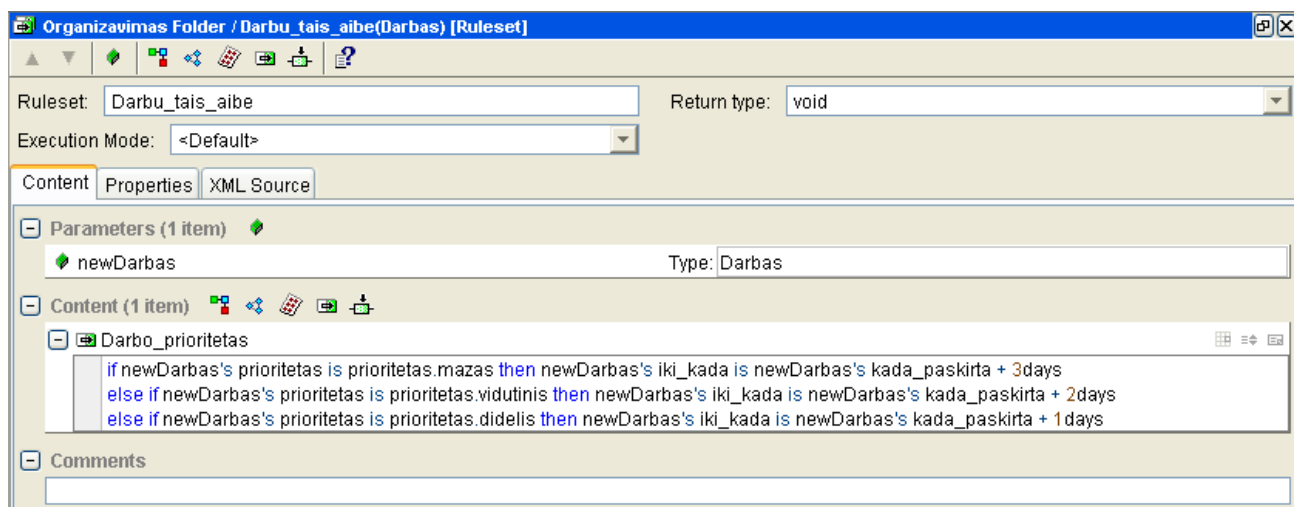 Organizavimas Folder / Darbu_tais_aibe(Darbas) [Ruleset]
Ruleset: Darbu_tais_aibe Return type: void
Execution Mode: <Default>
Content Properties XML Source
Parameters (1 item)
newDarbas Type: Darbas
Content (1 item)
Darbo_prioritetas
if newDarbas's prioritetas is prioritetas.mazas then newDarbas's iki_kada is newDarbas's kada_paskirta + 3days
else if newDarbas's prioritetas is prioritetas.vidutinis then newDarbas's iki_kada is newDarbas's kada_paskirta + 2days
else if newDarbas's prioritetas is prioritetas.didelis then newDarbas's iki_kada is newDarbas's kada_paskirta + 1days
Comments